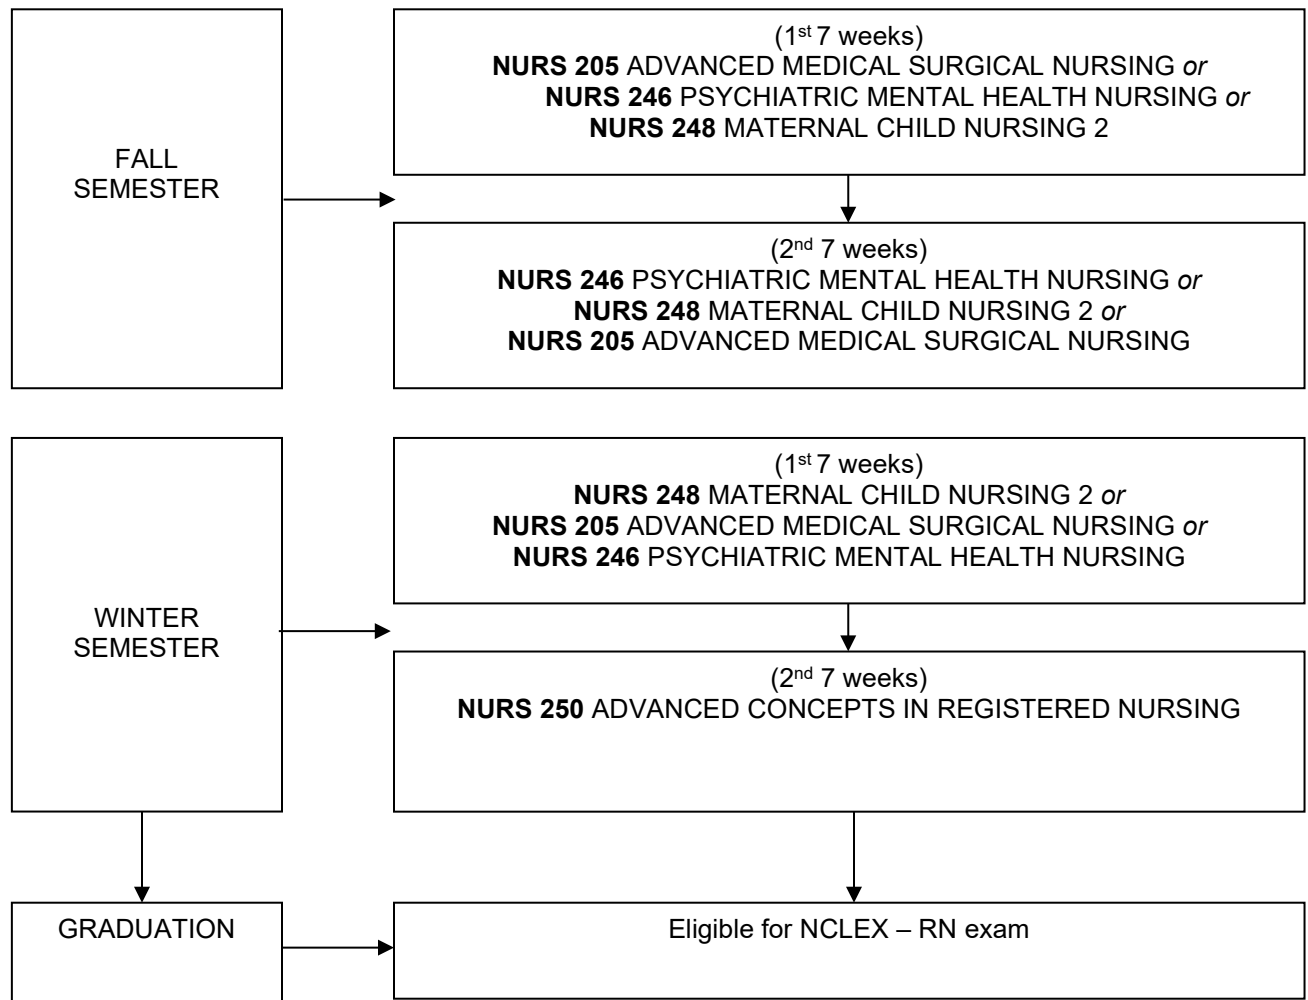 FALL
SEMESTER
(1st 7 weeks)
NURS 205 ADVANCED MEDICAL SURGICAL NURSING or
NURS 246 PSYCHIATRIC MENTAL HEALTH NURSING or
NURS 248 MATERNAL CHILD NURSING 2
(2nd 7 weeks)
NURS 246 PSYCHIATRIC MENTAL HEALTH NURSING or
NURS 248 MATERNAL CHILD NURSING 2 or
NURS 205 ADVANCED MEDICAL SURGICAL NURSING
WINTER
SEMESTER
(1st 7 weeks)
NURS 248 MATERNAL CHILD NURSING 2 or
NURS 205 ADVANCED MEDICAL SURGICAL NURSING or
NURS 246 PSYCHIATRIC MENTAL HEALTH NURSING
(2nd 7 weeks)
NURS 250 ADVANCED CONCEPTS IN REGISTERED NURSING
GRADUATION
Eligible for NCLEX – RN exam